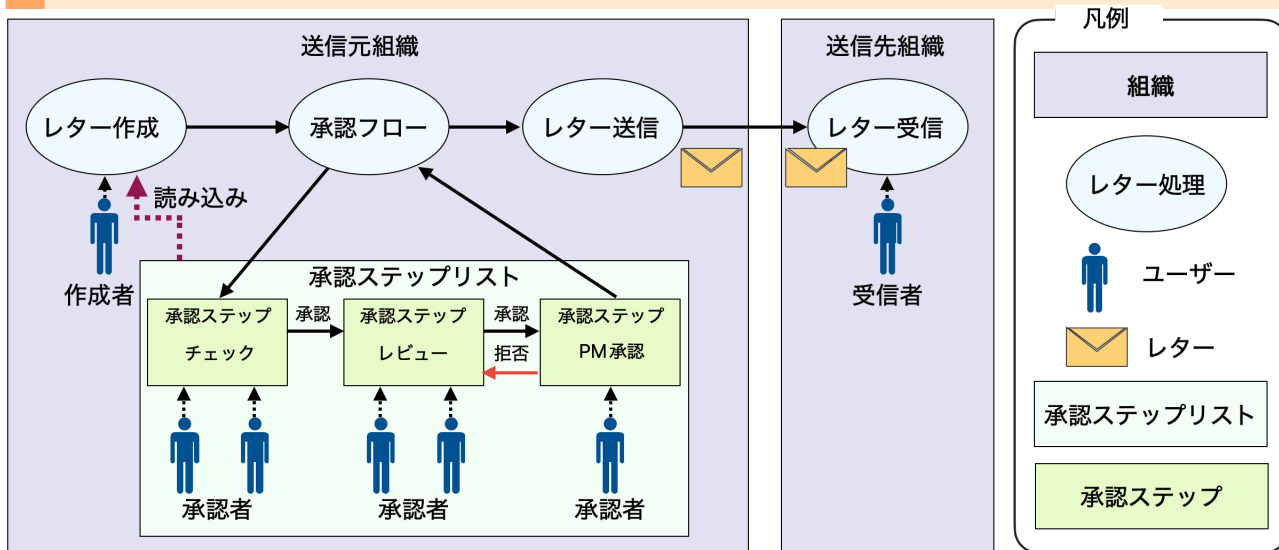 送信元組織
送信先組織
凡例
レター作成
承認フロー
レター送信
レター受信
組織
読み込み
レター処理
作成者
受信者
ユーザー
承認ステップリスト
承認ステップ
チェック
承認
承認ステップ
レビュー
承認
拒否
承認ステップ
PM承認
レター
承認ステップリスト
承認者
承認者
承認者
承認ステップ